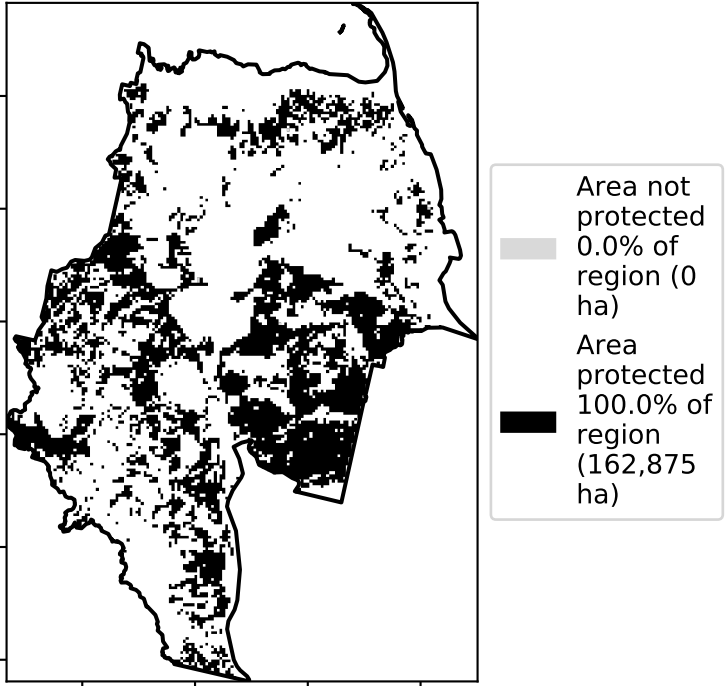 Area not
protected
0.0% of
region (0
ha)
Area
protected
100.0% of
region
(162,875
ha)